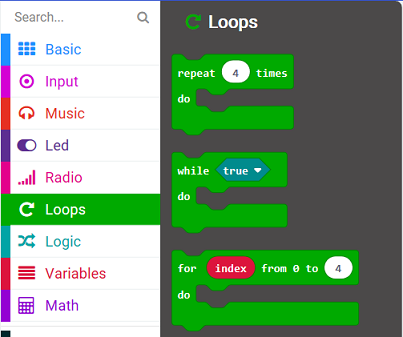 Search...
Basic
Input
Music
Led
Radio
Loops
Logic
Variables
Math
Loops
repeat 4 times
do
while true
do
for index from 0 to 4
do